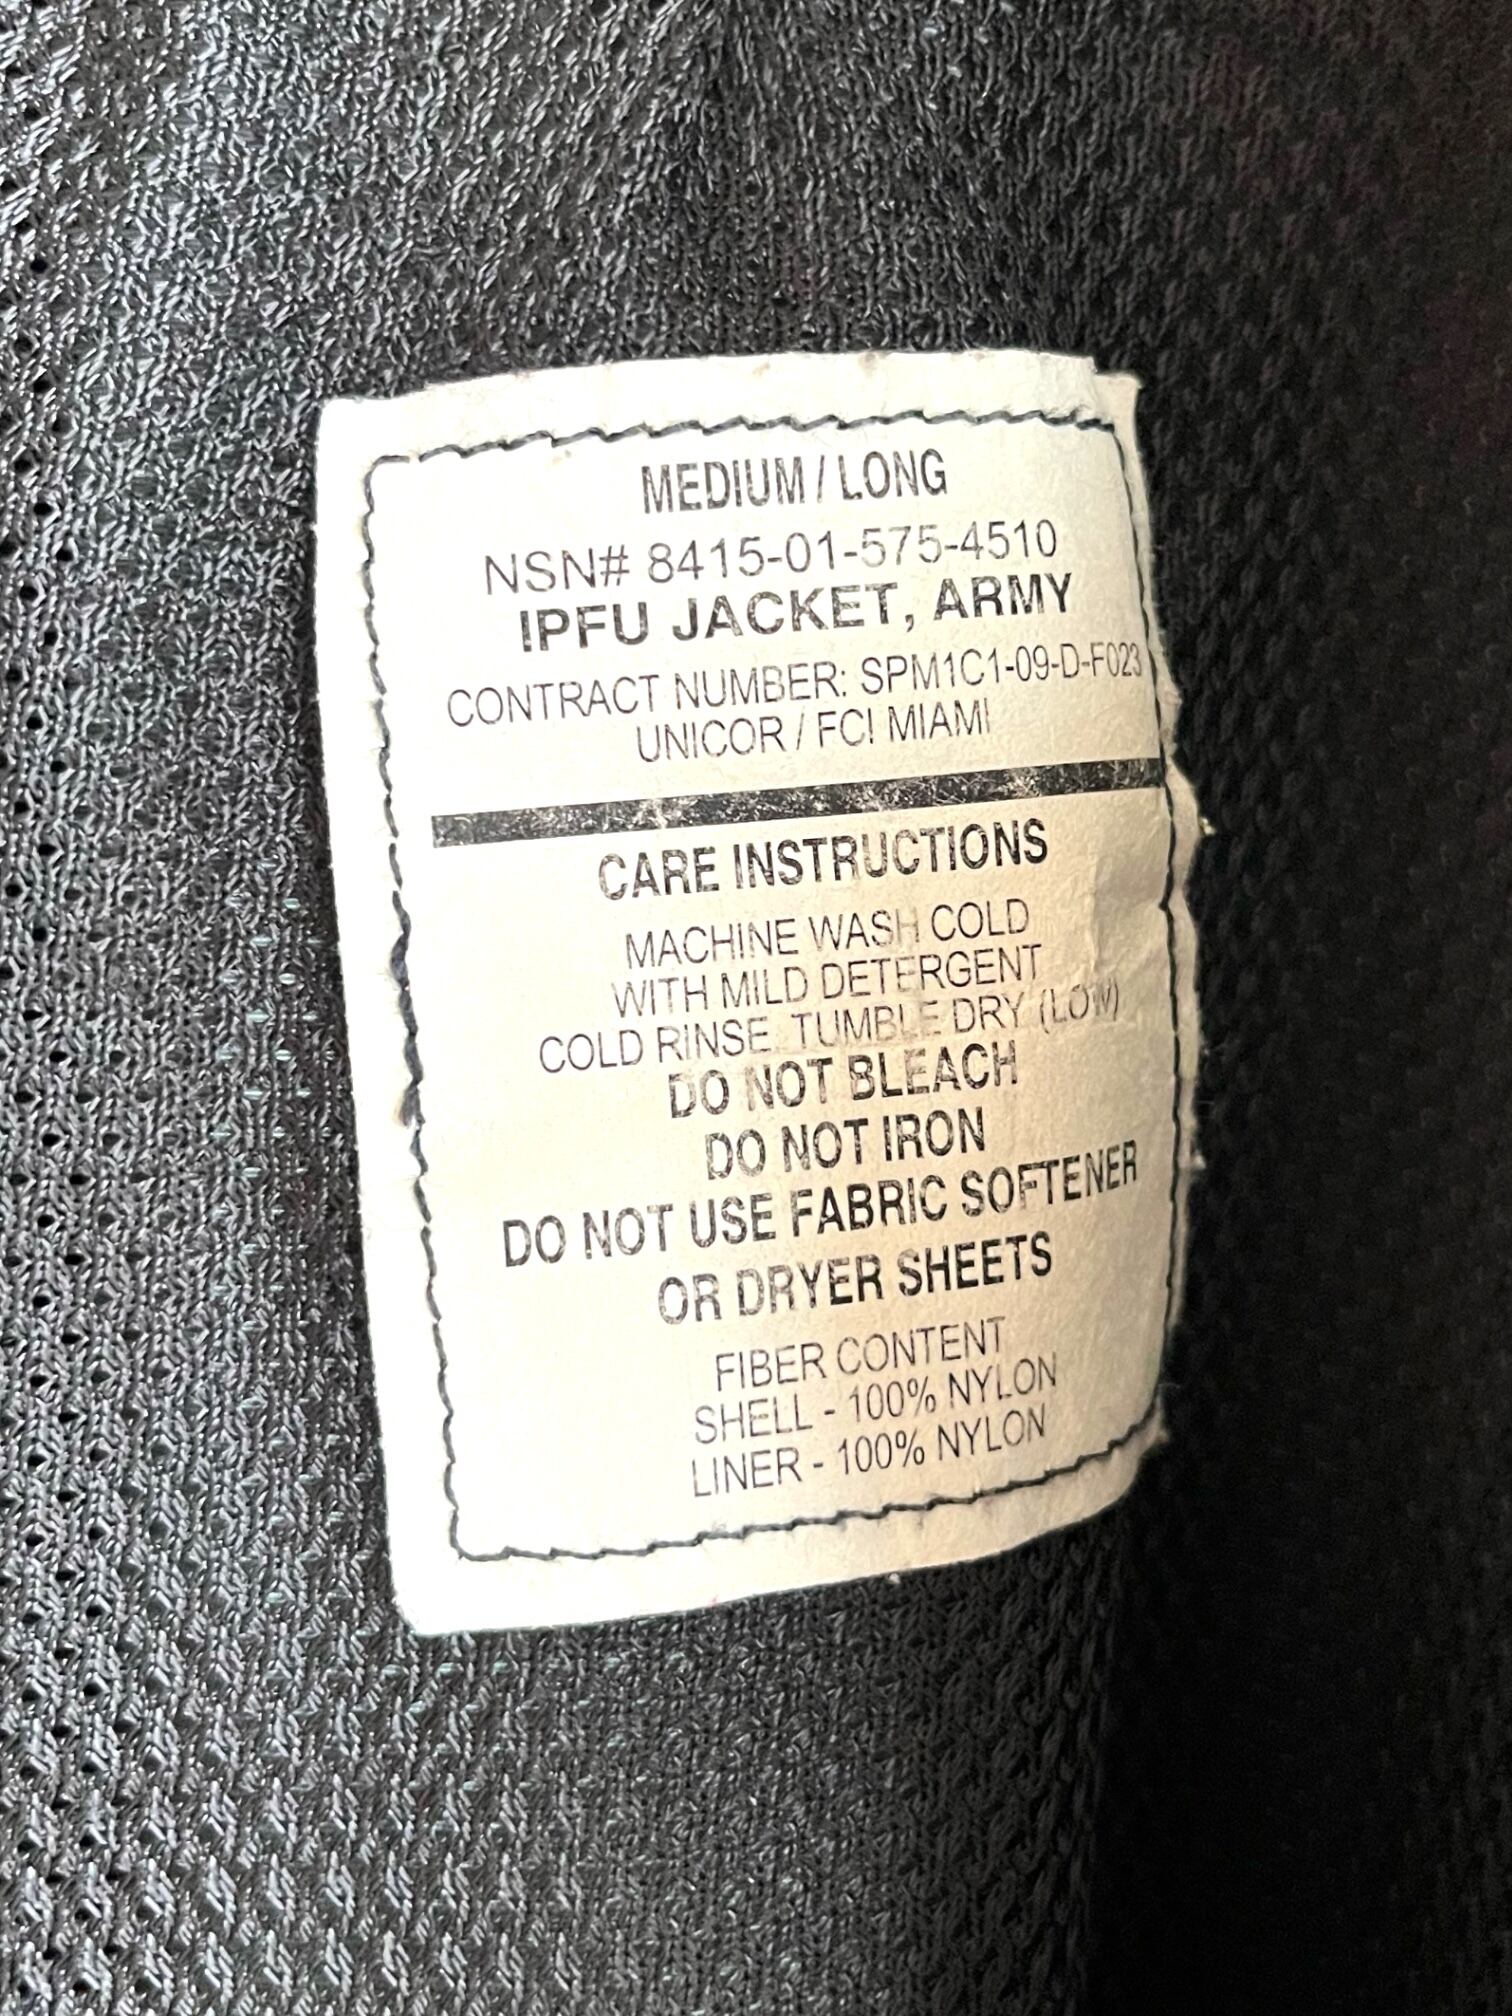 MEDIUM / LONG
NSN# 8415-01-575-4510
IPFU JACKET, ARMY
CONTRACT NUMBER: SPM1C1-09-D-F023
UNICOR / FCI MIAMI
CARE INSTRUCTIONS
MACHINE WASH COLD
WITH MILD DETERGENT
COLD RINSE. TUMBLE DRY (LOW)
DO NOT BLEACH
DO NOT IRON
DO NOT USE FABRIC SOFTENER
OR DRYER SHEETS
FIBER CONTENT
SHELL - 100% NYLON
LINER - 100% NYLON